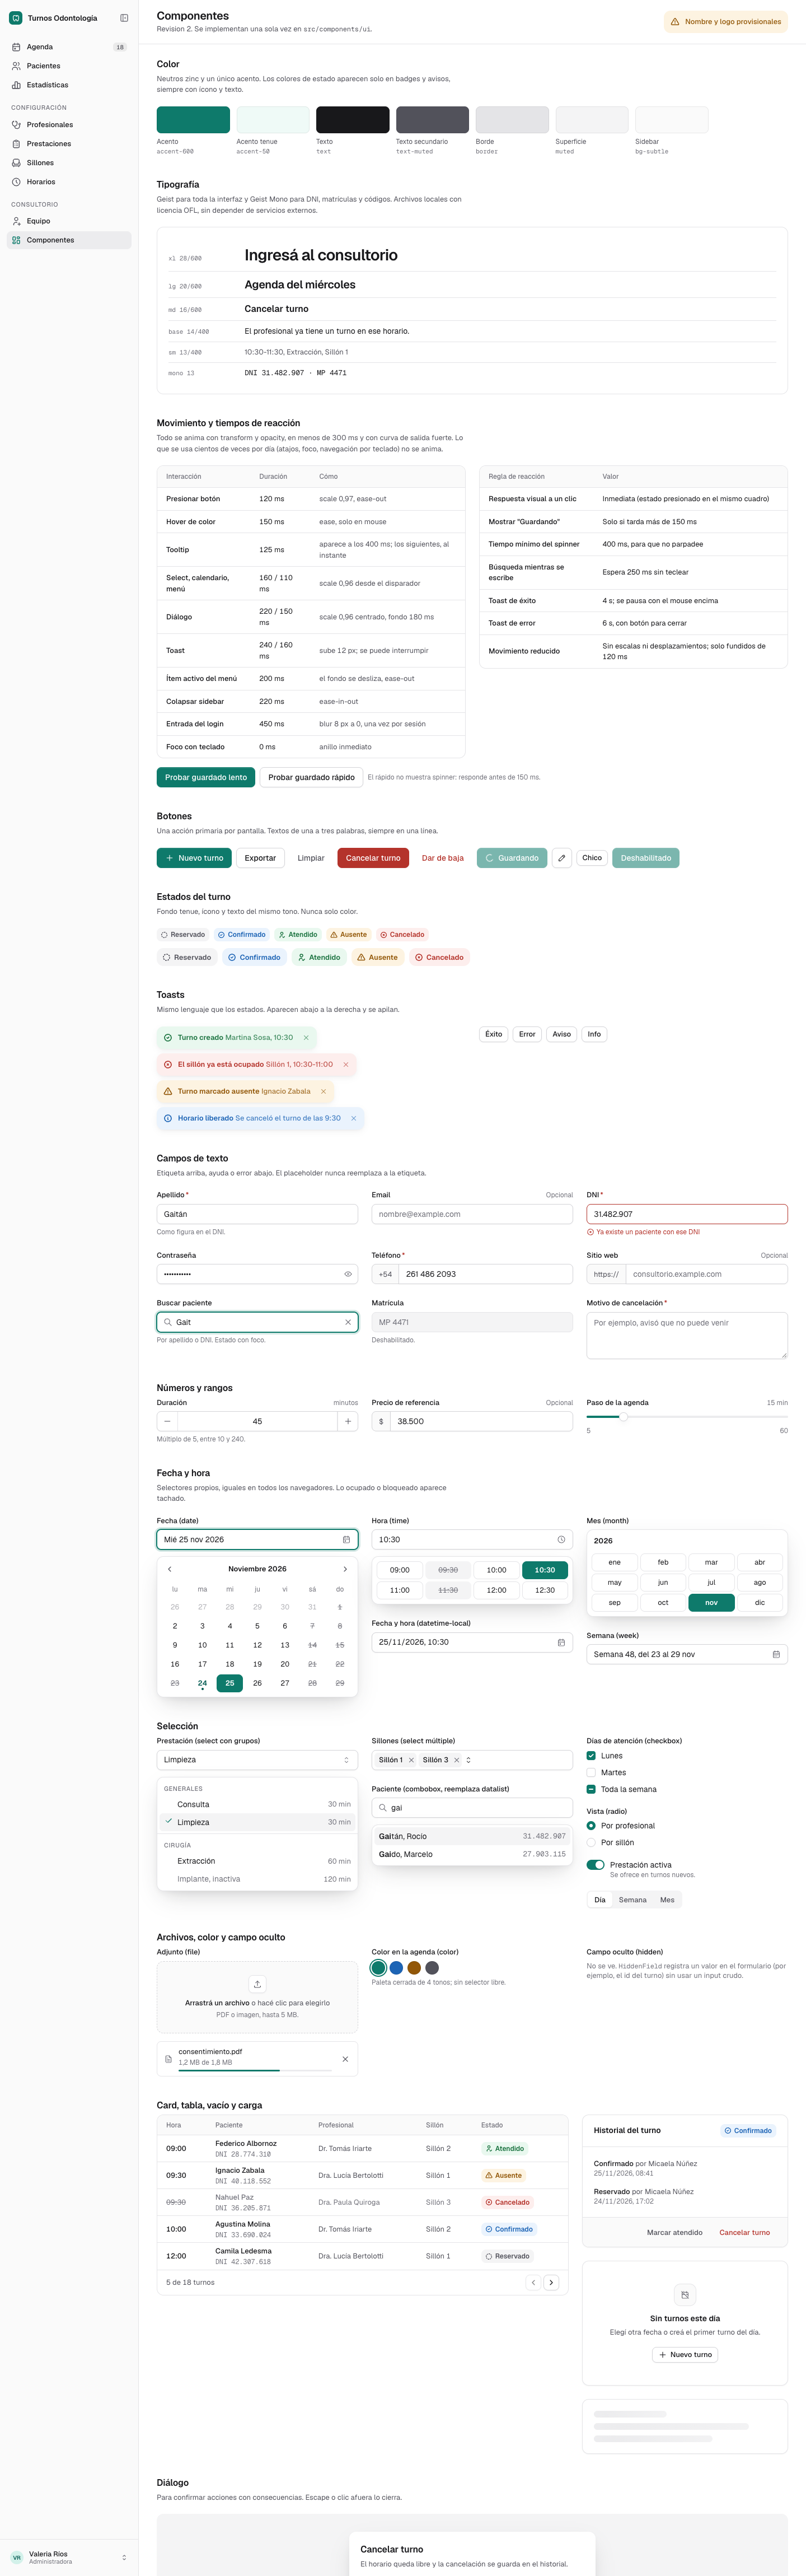 Turnos Odontología
Agenda 18
Pacientes
Estadísticas
CONFIGURACIÓN
Profesionales
Prestaciones
Sillones
Horarios
CONSULTORIO
Equipo
Componentes
VR
Valeria Ríos
Administradora
Componentes
Revision 2. Se implementan una sola vez en src/components/ui.
Nombre y logo provisionales
Color
Neutros zinc y un único acento. Los colores de estado aparecen solo en badges y avisos,
siempre con ícono y texto.
Acento
accent-600
Acento tenue
accent-50
Texto
text
Texto secundario
text-muted
Borde
border
Superficie
muted
Sidebar
bg-subtle
Tipografía
Geist para toda la interfaz y Geist Mono para DNI, matrículas y códigos. Archivos locales con
licencia OFL, sin depender de servicios externos.
xl 28/600 Ingresá al consultorio
lg 20/600 Agenda del miércoles
md 16/600 Cancelar turno
base 14/400 El profesional ya tiene un turno en ese horario.
sm 13/400 10:30-11:30, Extracción, Sillón 1
mono 13 DNI 31.482.907 · MP 4471
Movimiento y tiempos de reacción
Todo se anima con transform y opacity, en menos de 300 ms y con curva de salida fuerte. Lo
que se usa cientos de veces por día (atajos, foco, navegación por teclado) no se anima.
Interacción Duración Cómo
Presionar botón 120 ms scale 0,97, ease-out
Hover de color 150 ms ease, solo en mouse
Tooltip 125 ms aparece a los 400 ms; los siguientes, al
instante
Select, calendario,
menú
160 / 110
ms
scale 0,96 desde el disparador
Diálogo
220 / 150
ms
scale 0,96 centrado, fondo 180 ms
Toast
240 / 160
ms
sube 12 px; se puede interrumpir
Ítem activo del menú 200 ms el fondo se desliza, ease-out
Colapsar sidebar 220 ms ease-in-out
Entrada del login 450 ms blur 8 px a 0, una vez por sesión
Foco con teclado 0 ms anillo inmediato
Regla de reacción Valor
Respuesta visual a un clic Inmediata (estado presionado en el mismo cuadro)
Mostrar "Guardando" Solo si tarda más de 150 ms
Tiempo mínimo del spinner 400 ms, para que no parpadee
Búsqueda mientras se
escribe
Espera 250 ms sin teclear
Toast de éxito 4 s; se pausa con el mouse encima
Toast de error 6 s, con botón para cerrar
Movimiento reducido Sin escalas ni desplazamientos; solo fundidos de
120 ms
Probar guardado lento Probar guardado rápido El rápido no muestra spinner: responde antes de 150 ms.
Botones
Una acción primaria por pantalla. Textos de una a tres palabras, siempre en una línea.
Nuevo turno Exportar Limpiar Cancelar turno Dar de baja Guardando Chico Deshabilitado
Estados del turno
Fondo tenue, ícono y texto del mismo tono. Nunca solo color.
Reservado Confirmado Atendido Ausente Cancelado
Reservado Confirmado Atendido Ausente Cancelado
Toasts
Mismo lenguaje que los estados. Aparecen abajo a la derecha y se apilan.
Turno creado Martina Sosa, 10:30
El sillón ya está ocupado Sillón 1, 10:30-11:00
Turno marcado ausente Ignacio Zabala
Horario liberado Se canceló el turno de las 9:30
Éxito Error Aviso Info
Campos de texto
Etiqueta arriba, ayuda o error abajo. El placeholder nunca reemplaza a la etiqueta.
Apellido *
Gaitán
Como figura en el DNI.
Email Opcional
nombre@example.com
DNI *
31.482.907
Ya existe un paciente con ese DNI
Contraseña
•••••••••••
Teléfono *
+54 261 486 2093
Sitio web Opcional
https:// consultorio.example.com
Buscar paciente
Gait
Por apellido o DNI. Estado con foco.
Matrícula
MP 4471
Deshabilitado.
Motivo de cancelación *
Por ejemplo, avisó que no puede venir
Números y rangos
Duración minutos
45
Múltiplo de 5, entre 10 y 240.
Precio de referencia Opcional
$ 38.500
Paso de la agenda 15 min
5 60
Fecha y hora
Selectores propios, iguales en todos los navegadores. Lo ocupado o bloqueado aparece
tachado.
Fecha (date)
Mié 25 nov 2026
Noviembre 2026
lu ma mi ju vi sá do
26 27 28 29 30 31 1
2 3 4 5 6 7 8
9 10 11 12 13 14 15
16 17 18 19 20 21 22
23 24 25 26 27 28 29
Hora (time)
10:30
09:00 09:30 10:00 10:30
11:00 11:30 12:00 12:30
Fecha y hora (datetime-local)
25/11/2026, 10:30
Mes (month)
2026
ene feb mar abr
may jun jul ago
sep oct nov dic
Semana (week)
Semana 48, del 23 al 29 nov
Selección
Prestación (select con grupos)
Limpieza
GENERALES
Consulta 30 min
Limpieza 30 min
CIRUGÍA
Extracción 60 min
Implante, inactiva 120 min
Sillones (select múltiple)
Sillón 1 Sillón 3
Paciente (combobox, reemplaza datalist)
gai
Gaitán, Rocío 31.482.907
Gaido, Marcelo 27.903.115
Días de atención (checkbox)
Lunes
Martes
Toda la semana
Vista (radio)
Por profesional
Por sillón
Prestación activa
Se ofrece en turnos nuevos.
Día Semana Mes
Archivos, color y campo oculto
Adjunto (file)
Arrastrá un archivo o hacé clic para elegirlo
PDF o imagen, hasta 5 MB.
consentimiento.pdf
1,2 MB de 1,8 MB
Color en la agenda (color)
Paleta cerrada de 4 tonos; sin selector libre.
Campo oculto (hidden)
No se ve. HiddenField registra un valor en el formulario (por
ejemplo, el id del turno) sin usar un input crudo.
Card, tabla, vacío y carga
Hora Paciente Profesional Sillón Estado
09:00 Federico Albornoz DNI 28.774.310 Dr. Tomás Iriarte Sillón 2 Atendido
09:30 Ignacio Zabala DNI 40.118.552 Dra. Lucía Bertolotti Sillón 1 Ausente
09:30 Nahuel Paz DNI 36.205.871 Dra. Paula Quiroga Sillón 3 Cancelado
10:00 Agustina Molina DNI 33.690.024 Dr. Tomás Iriarte Sillón 2 Confirmado
12:00 Camila Ledesma DNI 42.307.618 Dra. Lucía Bertolotti Sillón 1 Reservado
5 de 18 turnos
Historial del turno Confirmado
Confirmado por Micaela Núñez
25/11/2026, 08:41
Reservado por Micaela Núñez
24/11/2026, 17:02
Marcar atendido Cancelar turno
Sin turnos este día
Elegí otra fecha o creá el primer turno del día.
Nuevo turno
Diálogo
Para confirmar acciones con consecuencias. Escape o clic afuera lo cierra.
Cancelar turno
El horario queda libre y la cancelación se guarda en el historial.